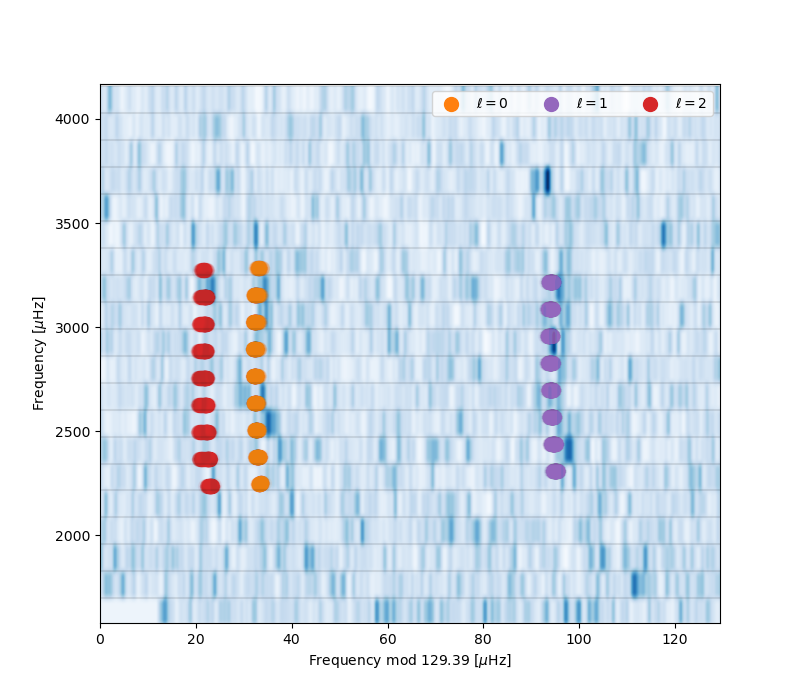 ℓ = 0 ℓ = 1 ℓ = 2
4000
3500
3000
2500
2000
Frequency [μHz]
0 20 40 60 80 100 120
Frequency mod 129.39 [μHz]